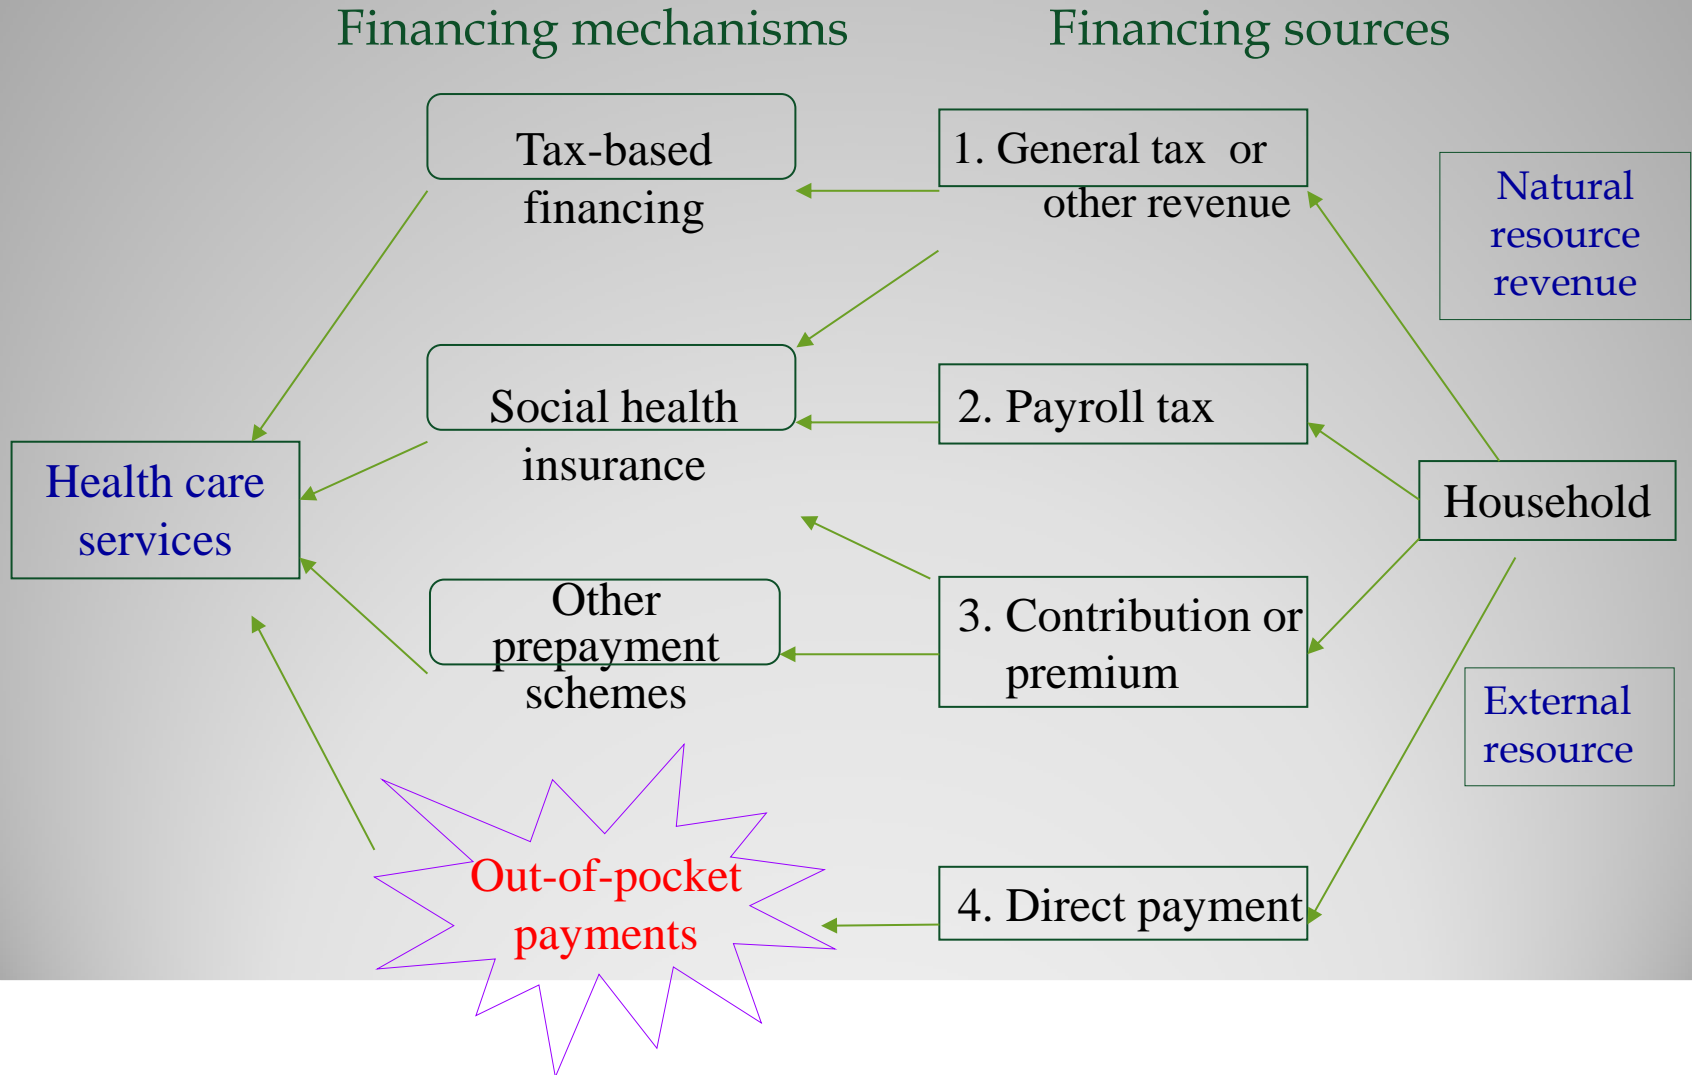 Financing mechanisms
Financing sources
Tax-based
financing
1. General tax  or
other revenue
Natural
resource
revenue
Social health
insurance
2. Payroll tax
Health care
services
Household
Other
prepayment
schemes
3. Contribution or
premium
External
resource
Out-of-pocket
payments
4. Direct payment